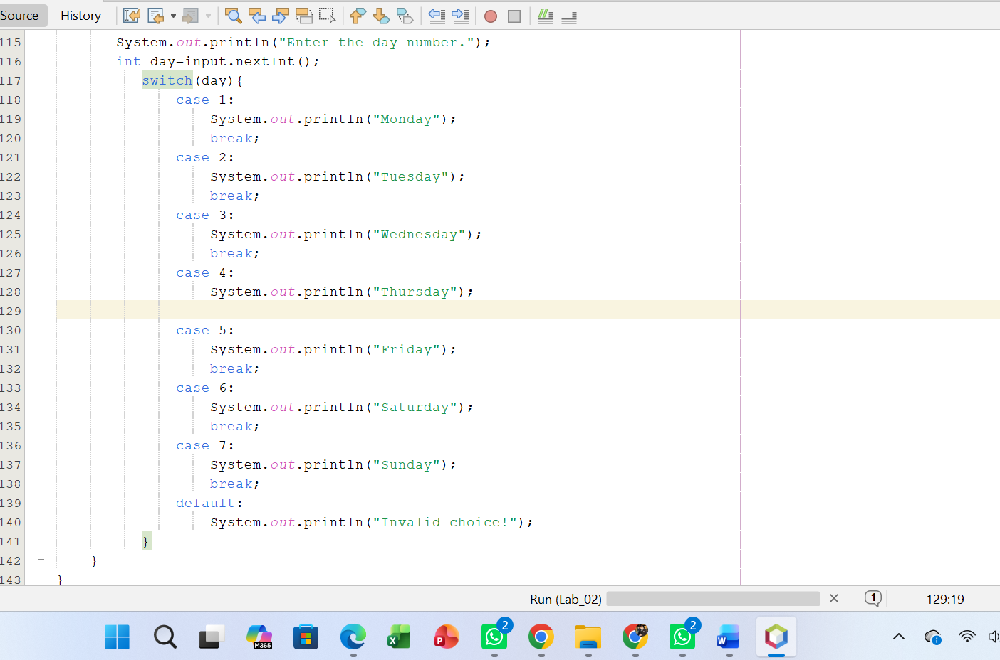 Source History
115 System.out.println("Enter the day number.");
116 int day=input.nextInt();
117 switch(day){
118 case 1:
119 System.out.println("Monday");
120 break;
121 case 2:
122 System.out.println("Tuesday");
123 break;
124 case 3:
125 System.out.println("Wednesday");
126 break;
127 case 4:
128 System.out.println("Thursday");
129
130 case 5:
131 System.out.println("Friday");
132 break;
133 case 6:
134 System.out.println("Saturday");
135 break;
136 case 7:
137 System.out.println("Sunday");
138 break;
139 default:
140 System.out.println("Invalid choice!");
141 }
142 }
143 }
Run (Lab_02) 1 129:19
M365 X P 2 2 W